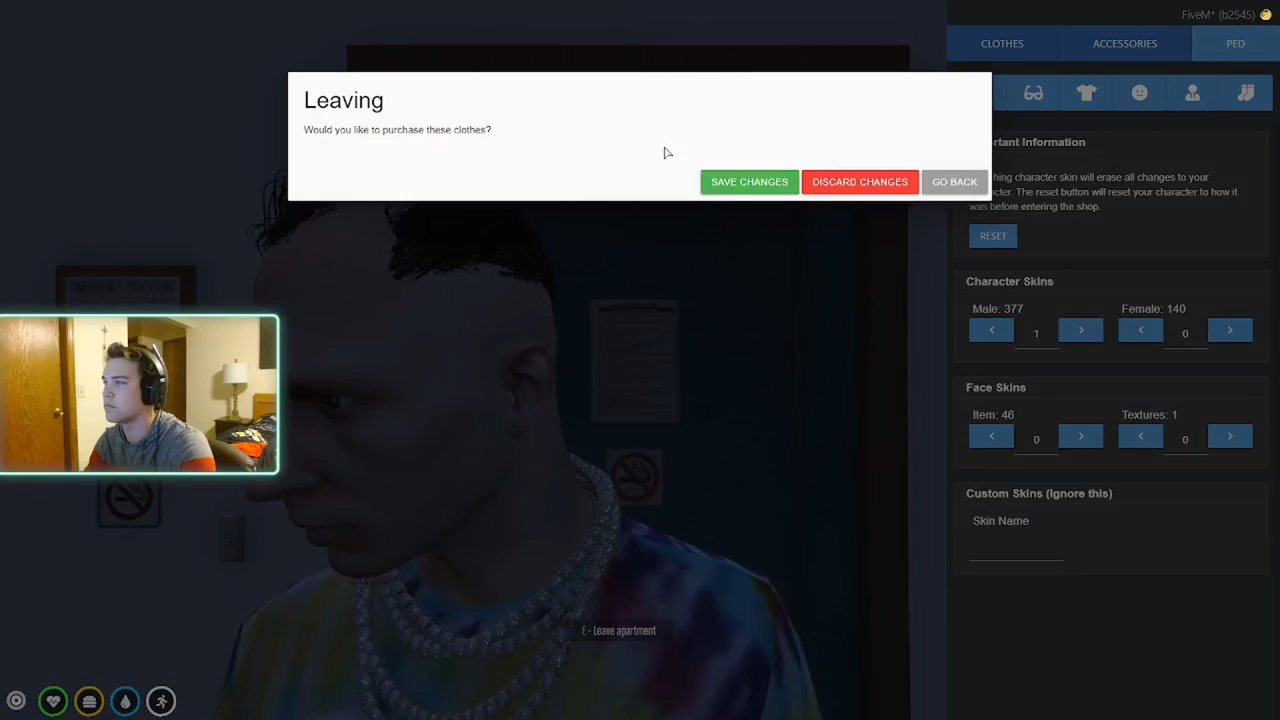 FiveM* (b2545)
CLOTHES
ACCESSORIES
PED
Leaving
Would you like to purchase these clothes?
SAVE CHANGES
DISCARD CHANGES
GO BACK
rtant Information
hing character skin will erase all changes to your
cter. The reset button will reset your character to how it
was before entering the shop.
RESET
Character Skins
Male: 377
Female: 140
1
0
Face Skins
Item: 46
Textures: 1
0
0
Custom Skins (Ignore this)
Skin Name
E - Leave apartment